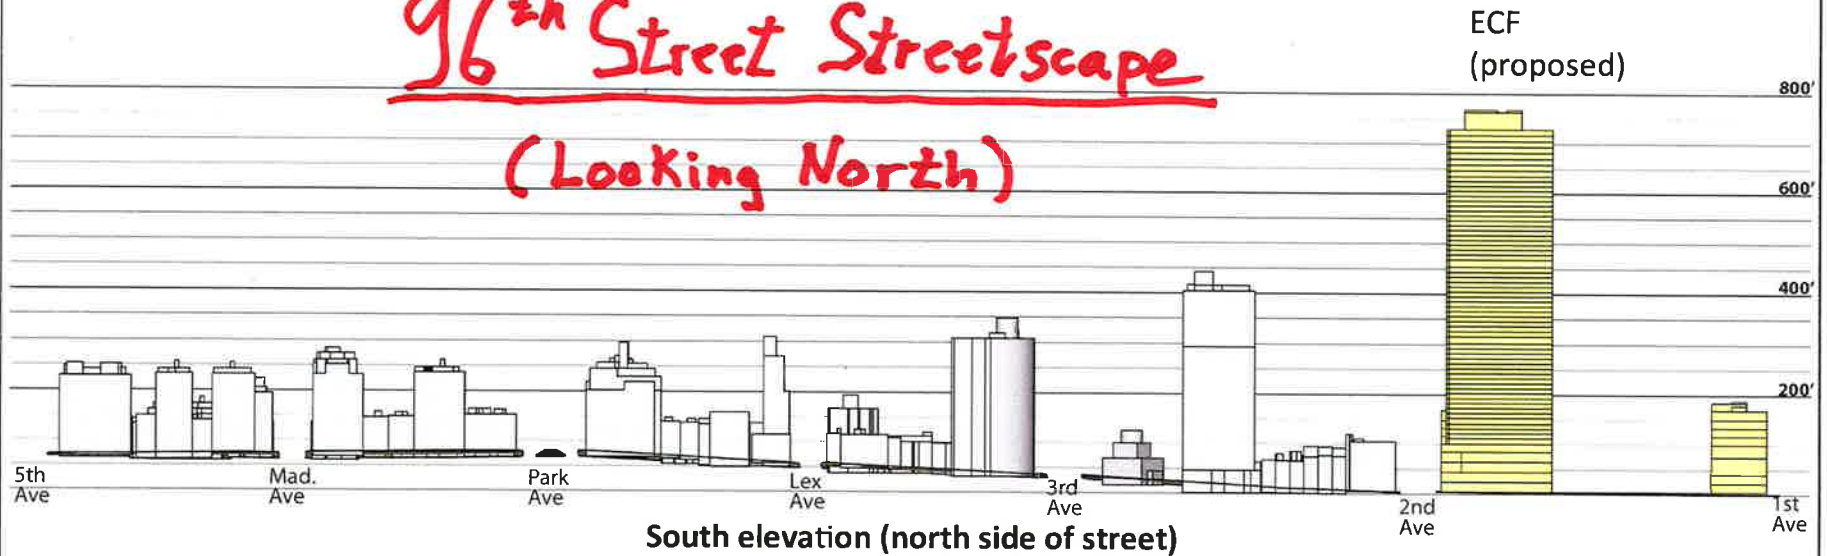 96th Street Streetscape
(Looking North)
ECF
(proposed)
800'
600'
400'
200'
5th
Ave
Mad.
Ave
Park
Ave
Lex
Ave
3rd
Ave
2nd
Ave
1st
Ave
South elevation (north side of street)